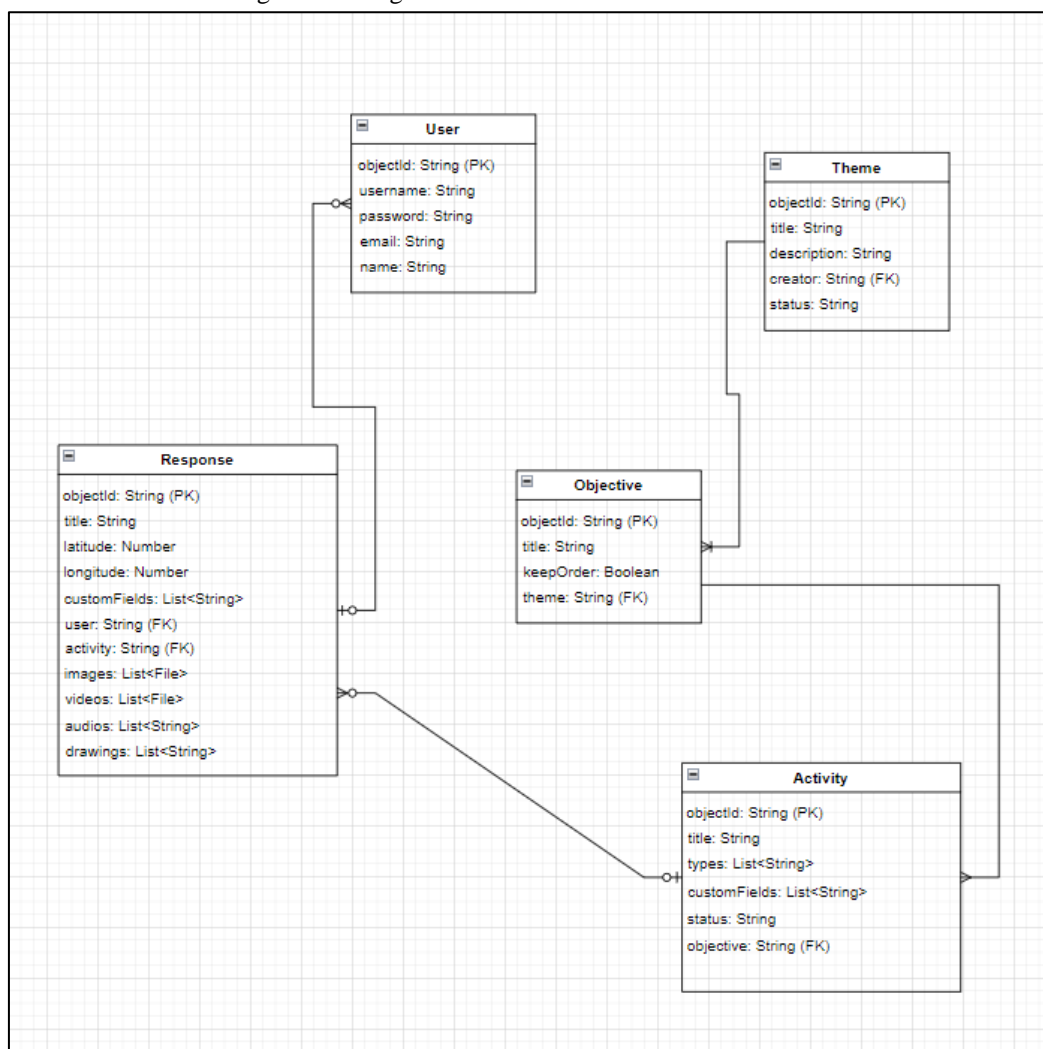 User
objectId: String (PK)
username: String
password: String
email: String
name: String
Theme
objectId: String (PK)
title: String
description: String
creator: String (FK)
status: String
Response
objectId: String (PK)
title: String
latitude: Number
longitude: Number
customFields: List<String>
user: String (FK)
activity: String (FK)
images: List<File>
videos: List<File>
audios: List<String>
drawings: List<String>
Objective
objectId: String (PK)
title: String
keepOrder: Boolean
theme: String (FK)
Activity
objectId: String (PK)
title: String
types: List<String>
customFields: List<String>
status: String
objective: String (FK)